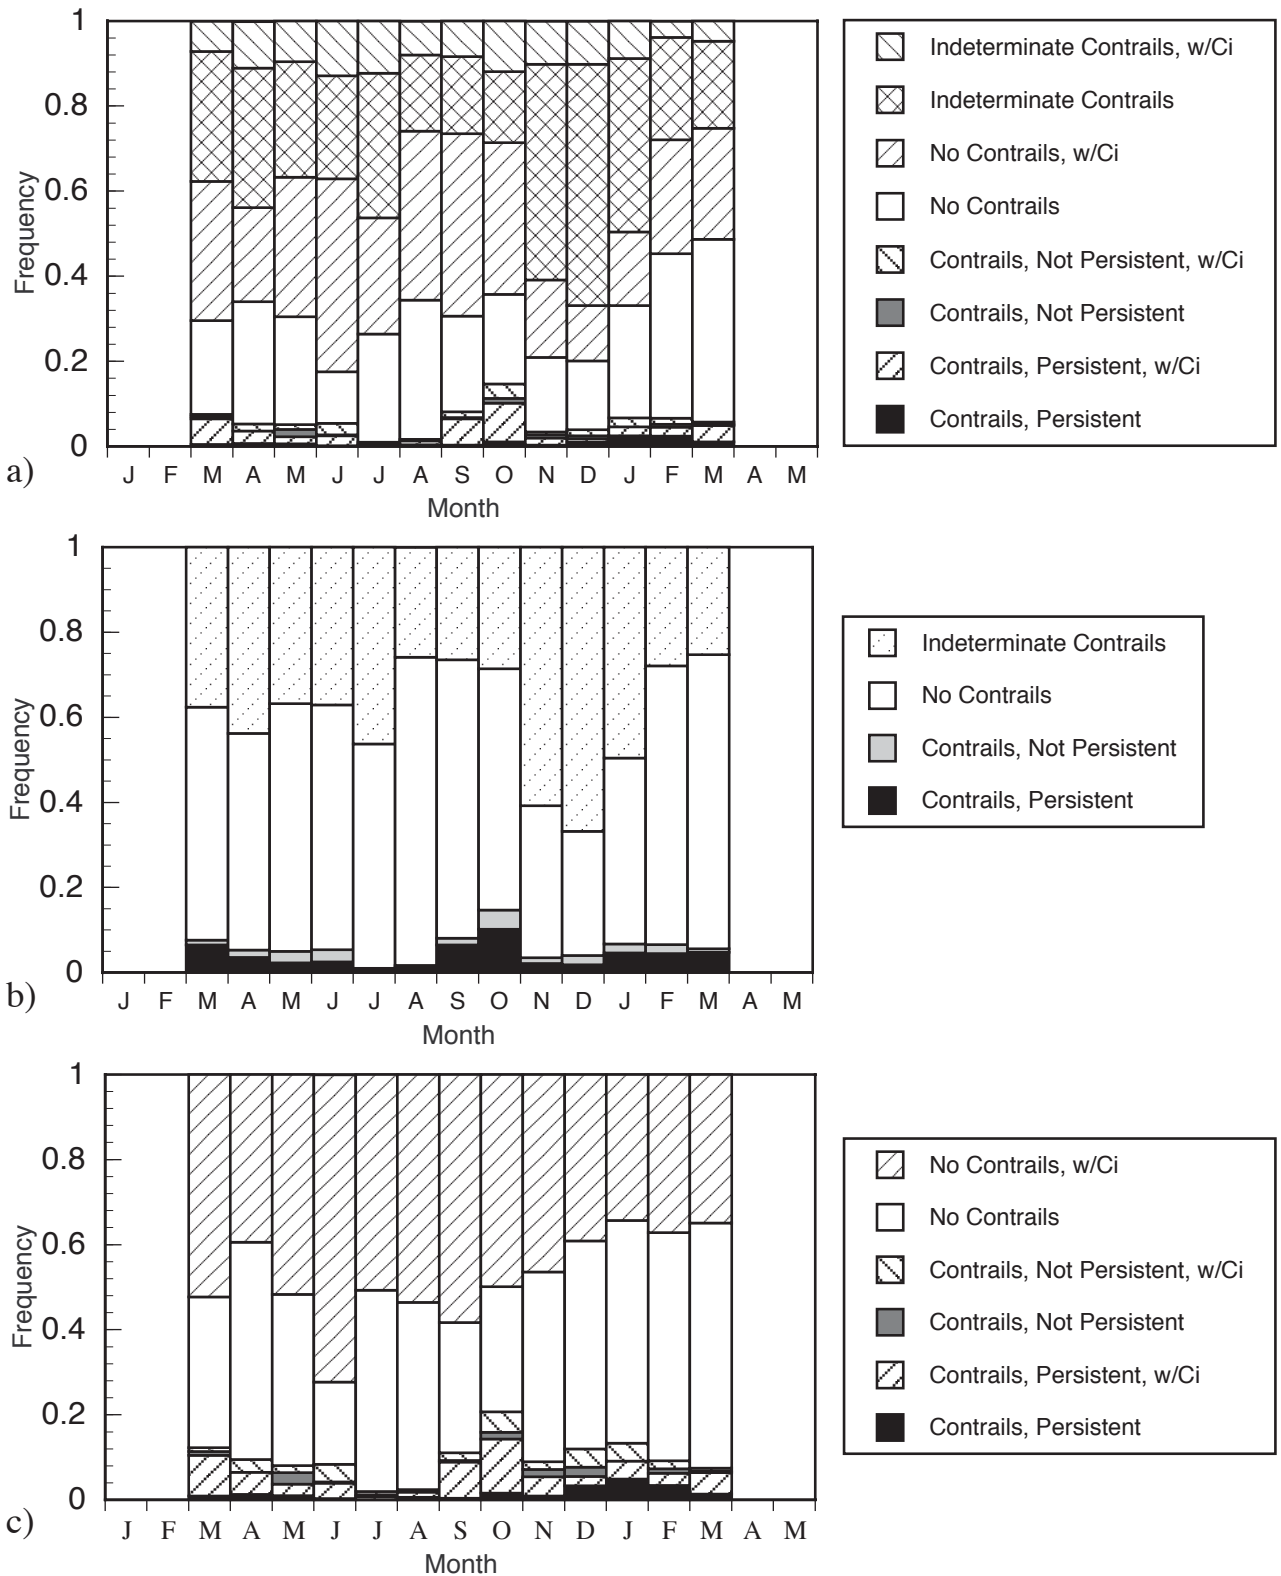 1
0.8
0.6
0.4
0.2
0
Frequency
J F M A M J J A S O N D J F M A M
Month
a)
Indeterminate Contrails, w/Ci
Indeterminate Contrails
No Contrails, w/Ci
No Contrails
Contrails, Not Persistent, w/Ci
Contrails, Not Persistent
Contrails, Persistent, w/Ci
Contrails, Persistent
1
0.8
0.6
0.4
0.2
0
Frequency
J F M A M J J A S O N D J F M A M
Month
b)
Indeterminate Contrails
No Contrails
Contrails, Not Persistent
Contrails, Persistent
1
0.8
0.6
0.4
0.2
0
Frequency
J F M A M J J A S O N D J F M A M
Month
c)
No Contrails, w/Ci
No Contrails
Contrails, Not Persistent, w/Ci
Contrails, Not Persistent
Contrails, Persistent, w/Ci
Contrails, Persistent